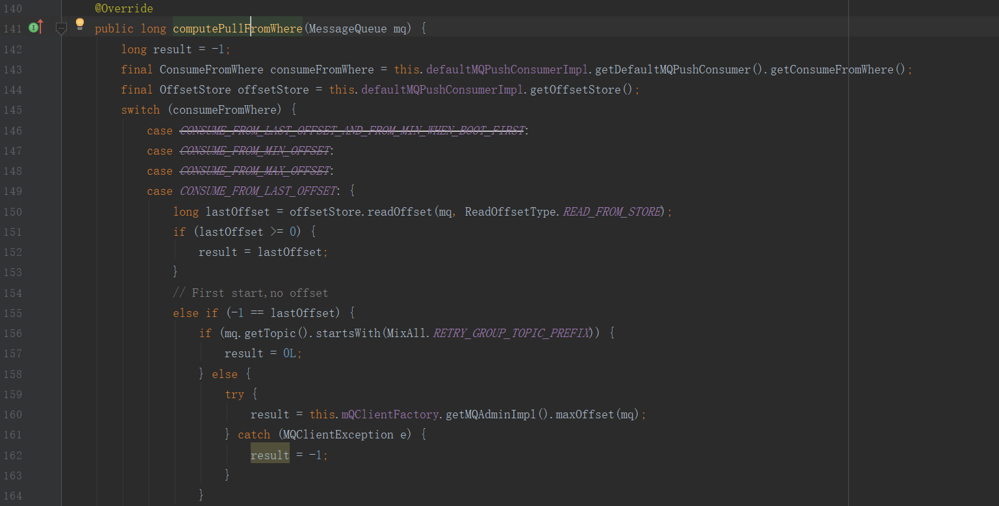 140 @Override
141 public long computePullFromWhere(MessageQueue mq) {
142 long result = -1;
143 final ConsumeFromWhere consumeFromWhere = this.defaultMQPushConsumerImpl.getDefaultMQPushConsumer().getConsumeFromWhere();
144 final OffsetStore offsetStore = this.defaultMQPushConsumerImpl.getOffsetStore();
145 switch (consumeFromWhere) {
146 case CONSUME_FROM_LAST_OFFSET_AND_FROM_MIN_WHEN_BOOT_FIRST:
147 case CONSUME_FROM_MIN_OFFSET:
148 case CONSUME_FROM_MAX_OFFSET:
149 case CONSUME_FROM_LAST_OFFSET: {
150 long lastOffset = offsetStore.readOffset(mq, ReadOffsetType.READ_FROM_STORE);
151 if (lastOffset >= 0) {
152 result = lastOffset;
153 }
154 // First start,no offset
155 else if (-1 == lastOffset) {
156 if (mq.getTopic().startsWith(MixAll.RETRY_GROUP_TOPIC_PREFIX)) {
157 result = 0L;
158 } else {
159 try {
160 result = this.mQClientFactory.getMQAdminImpl().maxOffset(mq);
161 } catch (MQClientException e) {
162 result = -1;
163 }
164 }